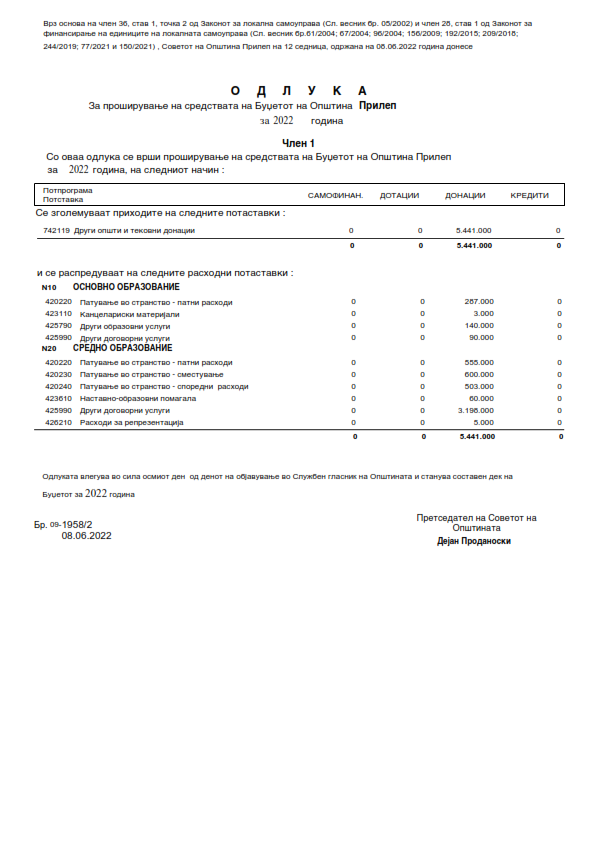 Врз основа на член 36, став 1, точка 2 од Законот за локална самоуправа (Сл. весник бр. 05/2002) и член 28, став 1 од Законот за
финансирање на единиците на локалната самоуправа (Сл. весник бр.61/2004; 67/2004; 96/2004; 156/2009; 192/2015; 209/2018;
244/2019; 77/2021 и 150/2021) , Советот на Општина Прилеп на 12 седница, одржана на 08.06.2022 година донесе
О Д Л У К А
За проширување на средствата на Буџетот на Општина Прилеп
за 2022 година
Член 1
Со оваа одлука се врши проширување на средствата на Буџетот на Општина Прилеп
за 2022 година, на следниот начин :
Потпрограма
Потставка САМОФИНАН. ДОТАЦИИ ДОНАЦИИ КРЕДИТИ
Се зголемуваат приходите на следните потаставки :
742119 Други општи и тековни донации 0 0 5.441.000 0
0 0 5.441.000 0
и се распредуваат на следните расходни потаставки :
N10 ОСНОВНО ОБРАЗОВАНИЕ
420220 Патување во странство - патни расходи 0 0 287.000 0
423110 Канцелариски материјали 0 0 3.000 0
425790 Други образовни услуги 0 0 140.000 0
425990 Други договорни услуги 0 0 90.000 0
N20 СРЕДНО ОБРАЗОВАНИЕ
420220 Патување во странство - патни расходи 0 0 555.000 0
420230 Патување во странство - сместување 0 0 600.000 0
420240 Патување во странство - споредни расходи 0 0 503.000 0
423610 Наставно-образовни помагала 0 0 60.000 0
425990 Други договорни услуги 0 0 3.198.000 0
426210 Расходи за репрезентација 0 0 5.000 0
0 0 5.441.000 0
Одлуката влегува во сила осмиот ден од денот на објавување во Службен гласник на Општината и станува составен дек на
Буџетот за 2022 година
Бр. 09-1958/2
08.06.2022
Претседател на Советот на
Општината
Дејан Проданоски